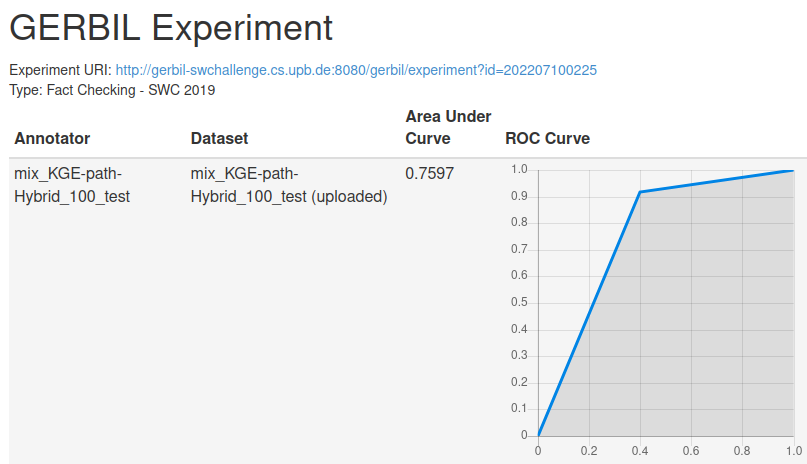 GERBIL Experiment
Experiment URI: http://gerbil-swchallenge.cs.upb.de:8080/gerbil/experiment?id=202207100225
Type: Fact Checking - SWC 2019
Annotator Dataset Area Under Curve ROC Curve
mix_KGE-path-
Hybrid_100_test
mix_KGE-path-
Hybrid_100_test (uploaded)
0.7597
1.0
0.9
0.8
0.7
0.6
0.5
0.4
0.3
0.2
0.1
0
0 0.2 0.4 0.6 0.8 1.0